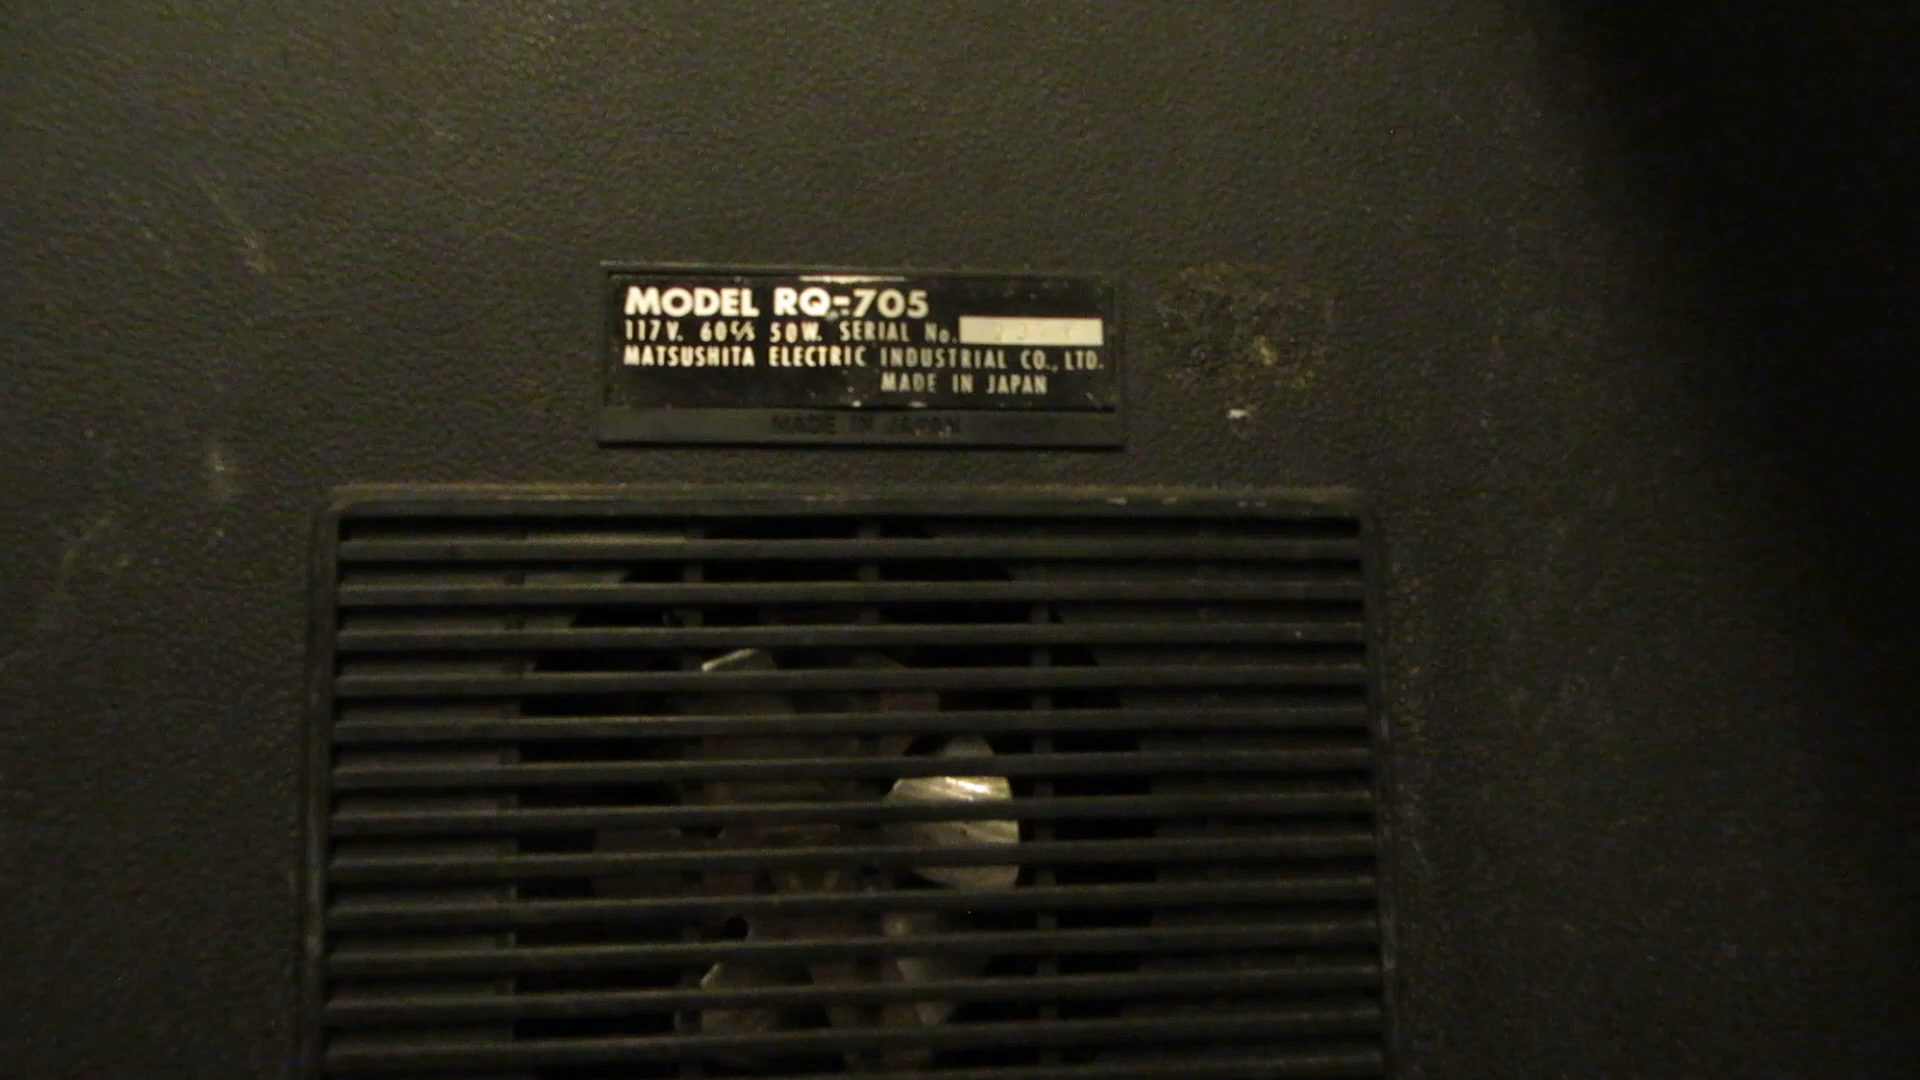 MODEL RQ-705
117V. 60c/s 50W. SERIAL No.
MATSUSHITA ELECTRIC INDUSTRIAL CO., LTD.
MADE IN JAPAN
MADE IN JAPAN